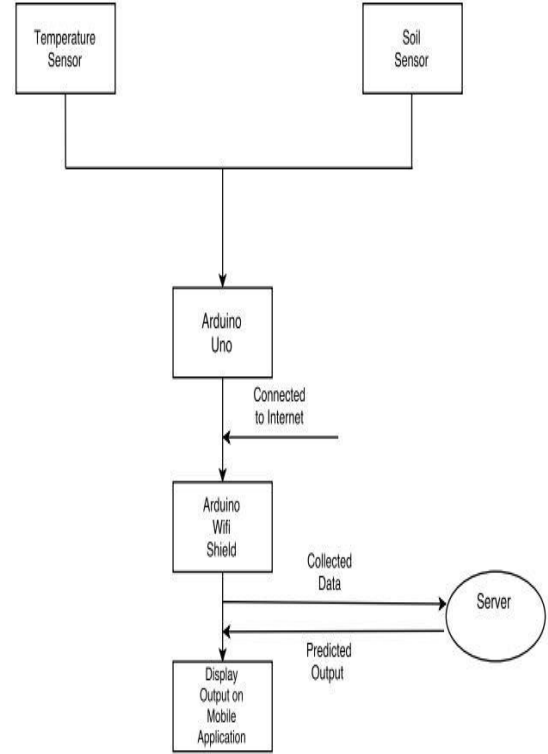 Temperature
Sensor
Soil
Sensor
Arduino
Uno
Connected
to Internet
Arduino
Wifi
Shield
Collected
Data
Server
Predicted
Output
Display
Output on
Mobile
Application